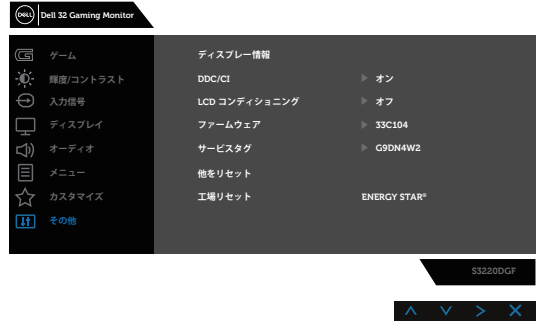 DELL Dell 32 Gaming Monitor
ゲーム
ディスプレー情報
輝度/コントラスト
DDC/CI
オン
入力信号
LCD コンディショニング
オフ
ディスプレイ
ファームウェア
33C104
オーディオ
サービスタグ
G9DN4W2
メニュー
他をリセット
カスタマイズ
工場リセット
ENERGY STAR®
その他
S3220DGF